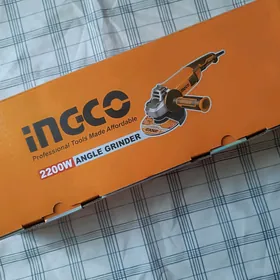 INGCO
Professional Tools Made Affordable
2200W ANGLE GRINDER